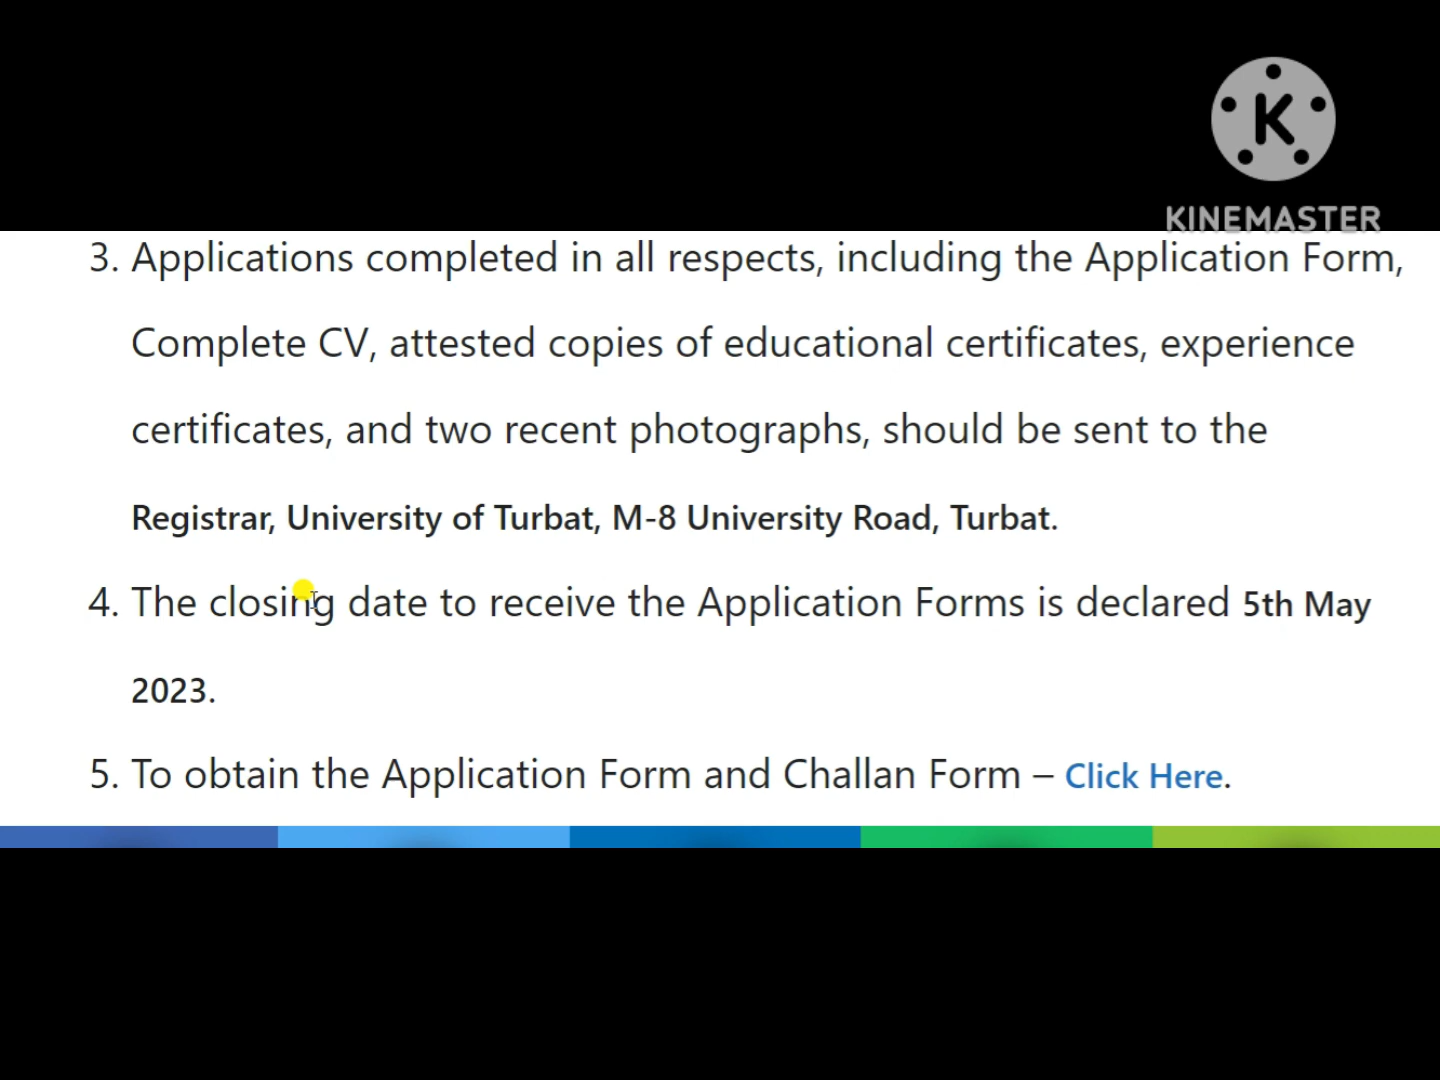 K
KINEMASTER
3. Applications completed in all respects, including the Application Form,
Complete CV, attested copies of educational certificates, experience
certificates, and two recent photographs, should be sent to the
Registrar, University of Turbat, M-8 University Road, Turbat.
4. The closing date to receive the Application Forms is declared 5th May
2023.
5. To obtain the Application Form and Challan Form – Click Here.